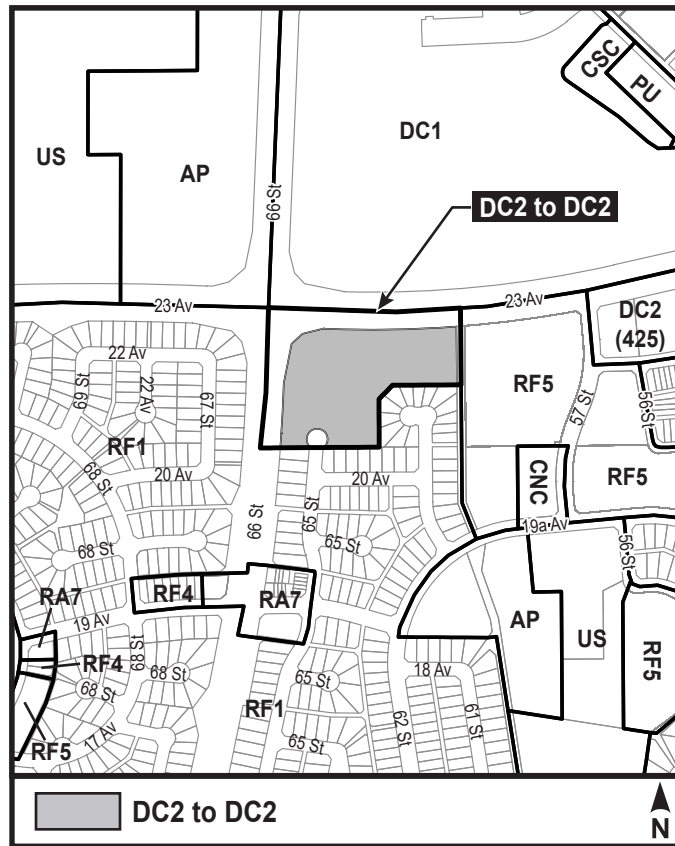 CSC
PU
DC1
US
AP
66 St
DC2 to DC2
23 Av
23 Av
DC2
(425)
22 Av
69 St
22 Av
67 St
RF5
57 St
56 St
RF1
68 St
20 Av
20 Av
CNC
RF5
66 St
65 St
19a Av
68 St
65 St
56 St
RA7
RF4
RA7
19 Av
68 St
AP
US
RF4
68 St
68 St
RF5
18 Av
65 St
RF1
62 St
61 St
RF5
17 Av
65 St
DC2 to DC2
N